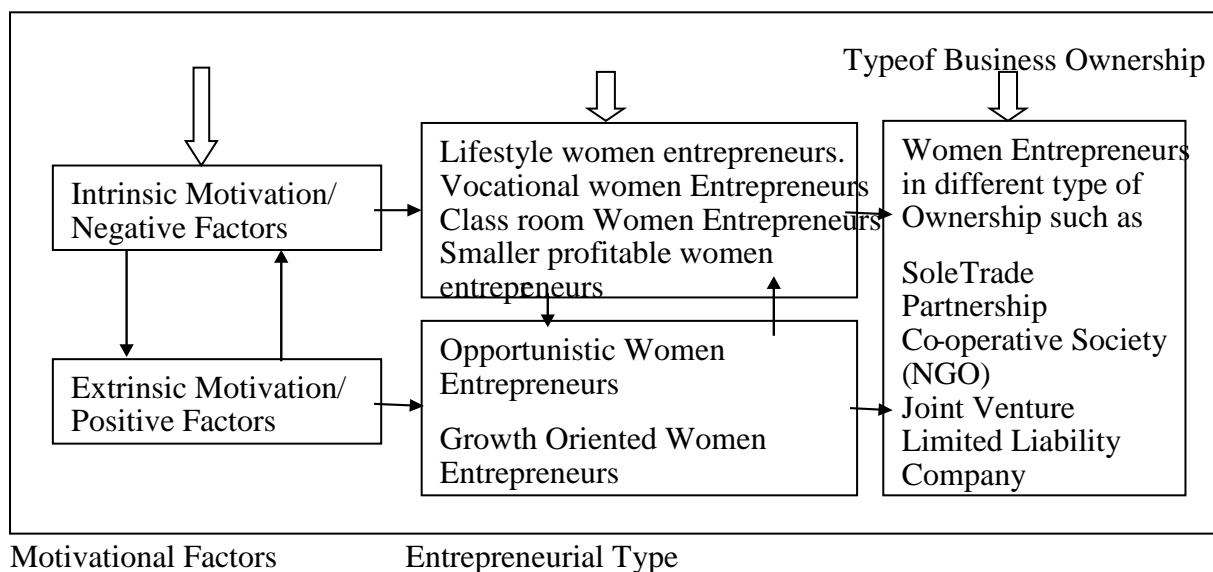 Typeof Business Ownership
Intrinsic Motivation/
Negative Factors
Extrinsic Motivation/
Positive Factors
Lifestyle women entrepreneurs.
Vocational women Entrepreneurs
Class room Women Entrepreneurs
Smaller profitable women
entrepreneurs
Opportunistic Women
Entrepreneurs
Growth Oriented Women
Entrepreneurs
Women Entrepreneurs
in different type of
Ownership such as
SoleTrade
Partnership
Co-operative Society
(NGO)
Joint Venture
Limited Liability
Company
Motivational Factors
Entrepreneurial Type